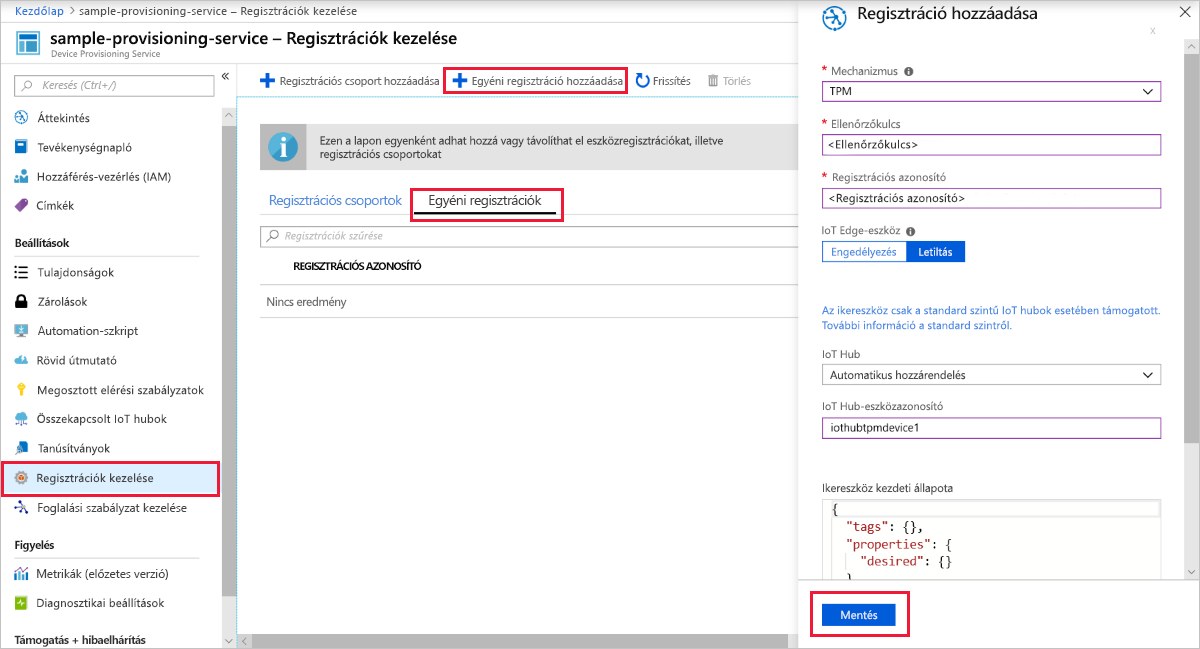 Kezdőlap > sample-provisioning-service – Regisztrációk kezelése
sample-provisioning-service – Regisztrációk kezelése
Device Provisioning Service
Keresés (Ctrl+/)
«
Áttekintés
Tevékenységnapló
Hozzáférés-vezérlés (IAM)
Címkék
Beállítások
Tulajdonságok
Zárolások
Automation-szkript
Rövid útmutató
Megosztott elérési szabályzatok
Összekapcsolt IoT hubok
Tanúsítványok
Regisztrációk kezelése
Foglalási szabályzat kezelése
Figyelés
Metrikák (előzetes verzió)
Diagnosztikai beállítások
Támogatás + hibaelhárítás
Regisztrációs csoport hozzáadása
Egyéni regisztráció hozzáadása
Frissítés
Törlés
Ezen a lapon egyenként adhat hozzá vagy távolíthat el eszközregisztrációkat, illetve
regisztrációs csoportokat
Regisztrációs csoportok
Egyéni regisztrációk
Regisztrációk szűrése
REGISZTRÁCIÓS AZONOSÍTÓ
Nincs eredmény
Regisztráció hozzáadása
x
* Mechanizmus
TPM
* Ellenőrzőkulcs
<Ellenőrzőkulcs>
* Regisztrációs azonosító
<Regisztrációs azonosító>
IoT Edge-eszköz
Engedélyezés
Letiltás
Az ikereszköz csak a standard szintű IoT hubok esetében támogatott.
További információ a standard szintről.
IoT Hub
Automatikus hozzárendelés
IoT Hub-eszközazonosító
iothubtpmdevice1
Ikereszköz kezdeti állapota
{
"tags": {},
"properties": {
"desired": {}
}
Mentés